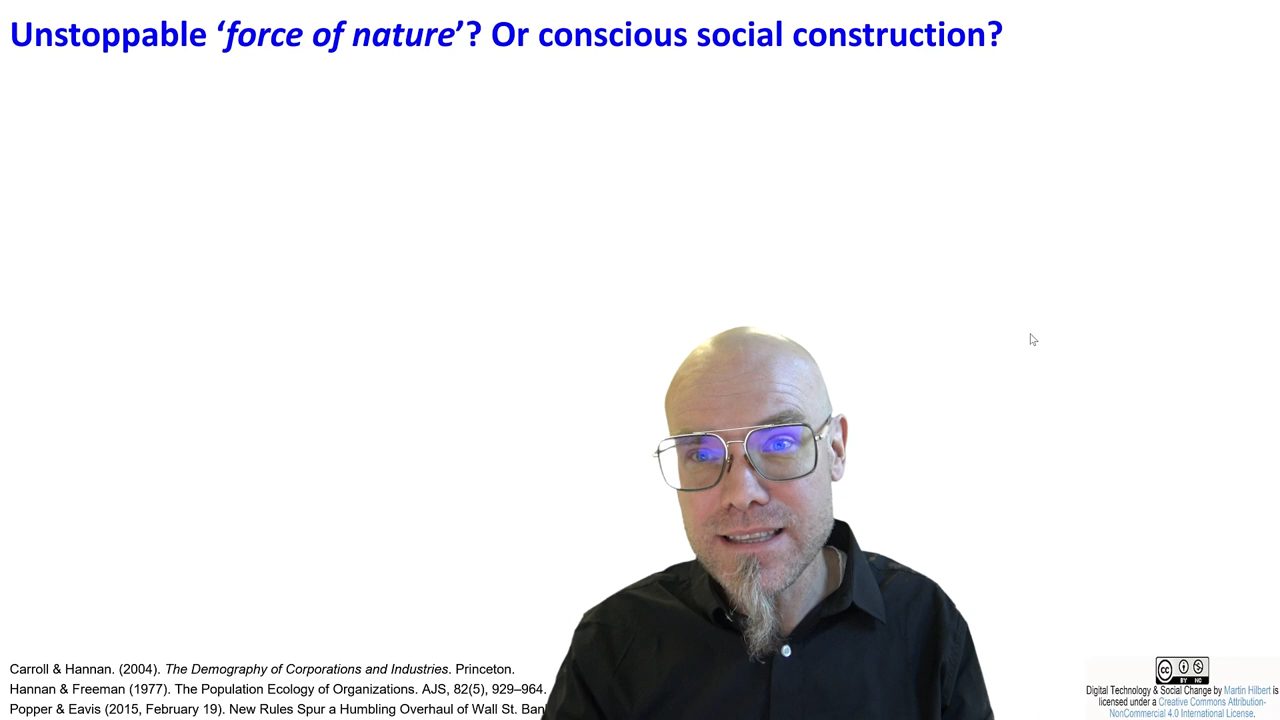 Unstoppable ‘force of nature’? Or conscious social construction?
Carroll & Hannan. (2004). The Demography of Corporations and Industries. Princeton.
Hannan & Freeman (1977). The Population Ecology of Organizations. AJS, 82(5), 929–964.
Popper & Eavis (2015, February 19). New Rules Spur a Humbling Overhaul of Wall St. Ban
BY NC
Digital Technology & Social Change by Martin Hilbert is
licensed under a Creative Commons Attribution-
NonCommercial 4.0 International License.